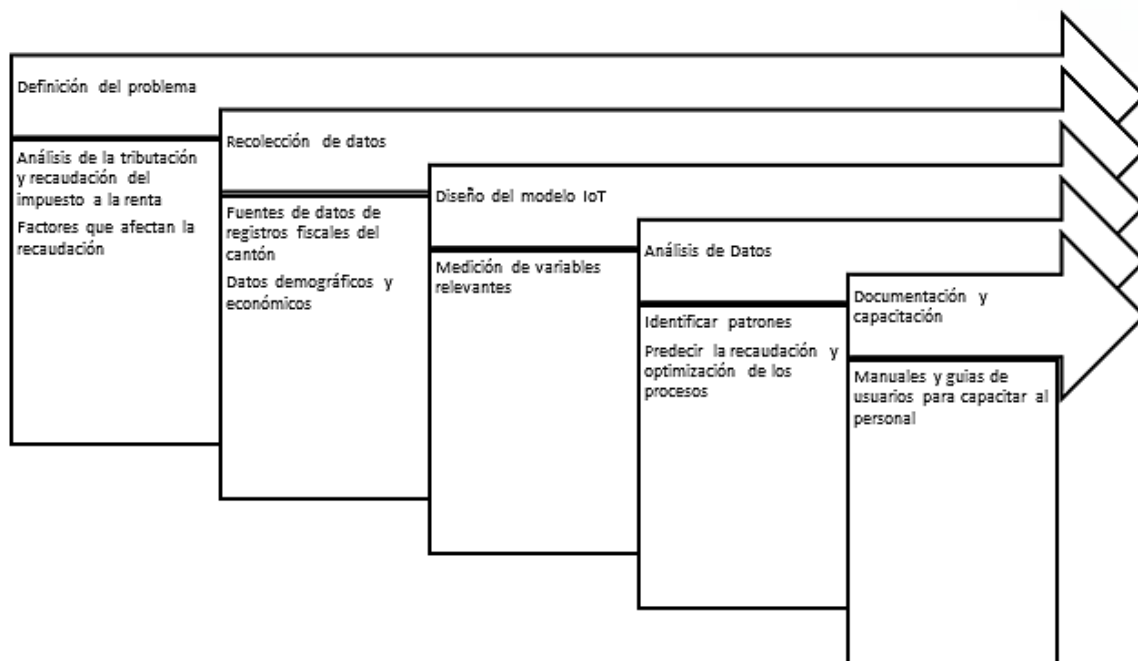 Definición del problema
Análisis de la tributación
y recaudación del
impuesto a la renta
Factores que afectan la
recaudación
Recolección de datos
Fuentes de datos de
registros fiscales del
cantón
Datos demográficos y
económicos
Diseño del modelo IoT
Medición de variables
relevantes
Análisis de Datos
Identificar patrones
Predecir la recaudación y
optimización de los
procesos
Documentación y
capacitación
Manuales y guias de
usuarios para capacitar al
personal